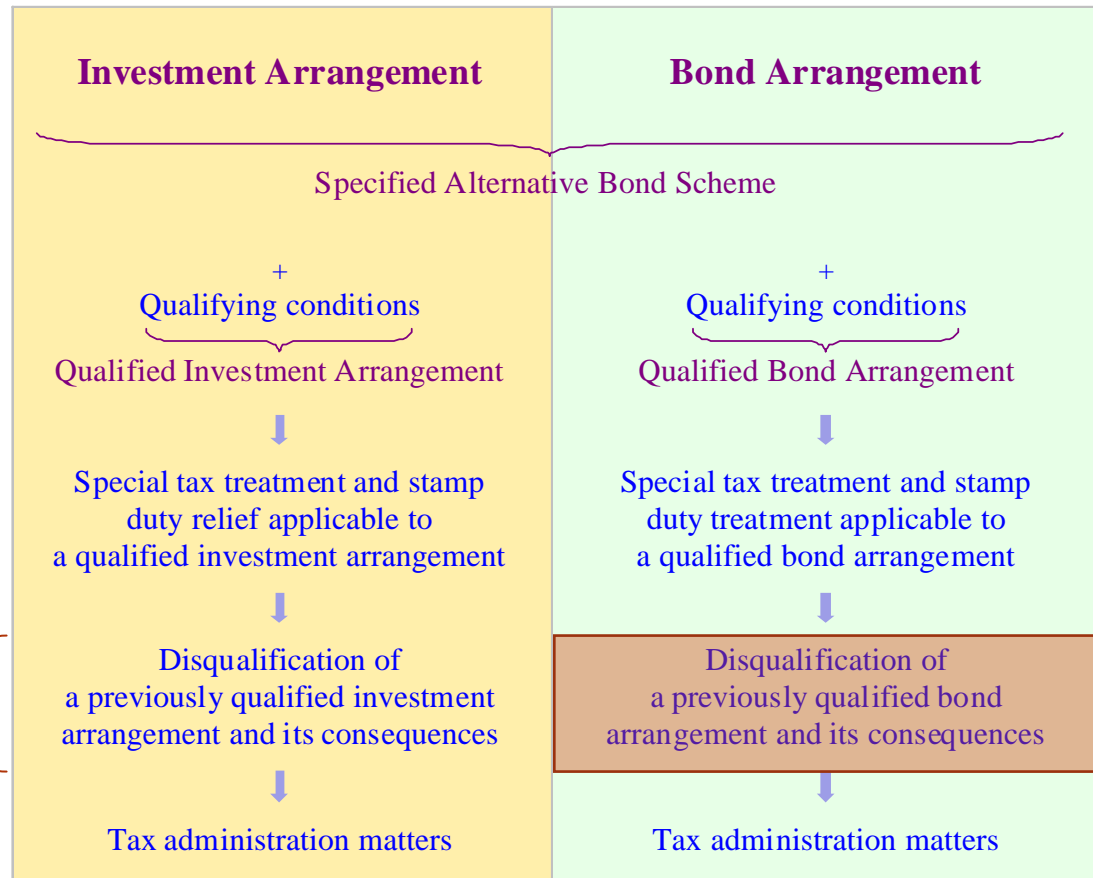 Investment Arrangement
Bond Arrangement
Specified Alternative Bond Scheme
+
Qualifying conditions
Qualified Investment Arrangement
Special tax treatment and stamp
duty relief applicable to
a qualified investment arrangement
Disqualification of
a previously qualified investment
arrangement and its consequences
Tax administration matters
+
Qualifying conditions
Qualified Bond Arrangement
Special tax treatment and stamp
duty treatment applicable to
a qualified bond arrangement
Disqualification of
a previously qualified bond
arrangement and its consequences
Tax administration matters